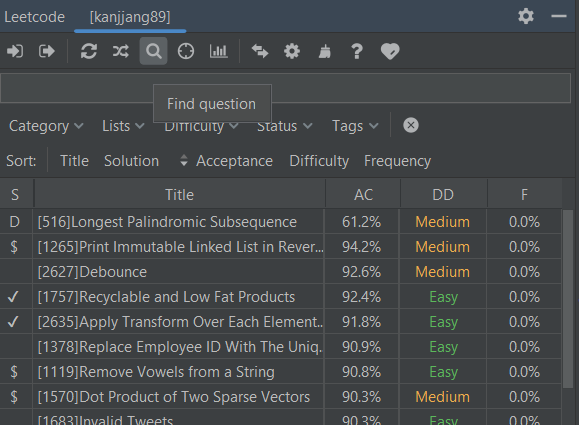 Leetcode [kanjjang89]
Find question
Category Lists Difficulty Status Tags
Sort: Title Solution Acceptance Difficulty Frequency
S Title AC DD F
D [516]Longest Palindromic Subsequence 61.2% Medium 0.0%
$ [1265]Print Immutable Linked List in Rever... 94.2% Medium 0.0%
[2627]Debounce 92.6% Medium 0.0%
✓ [1757]Recyclable and Low Fat Products 92.4% Easy 0.0%
✓ [2635]Apply Transform Over Each Element... 91.8% Easy 0.0%
[1378]Replace Employee ID With The Uniq... 90.9% Easy 0.0%
$ [1119]Remove Vowels from a String 90.8% Easy 0.0%
$ [1570]Dot Product of Two Sparse Vectors 90.3% Medium 0.0%
[1683]Invalid Tweets 90.3% Easy 0.0%